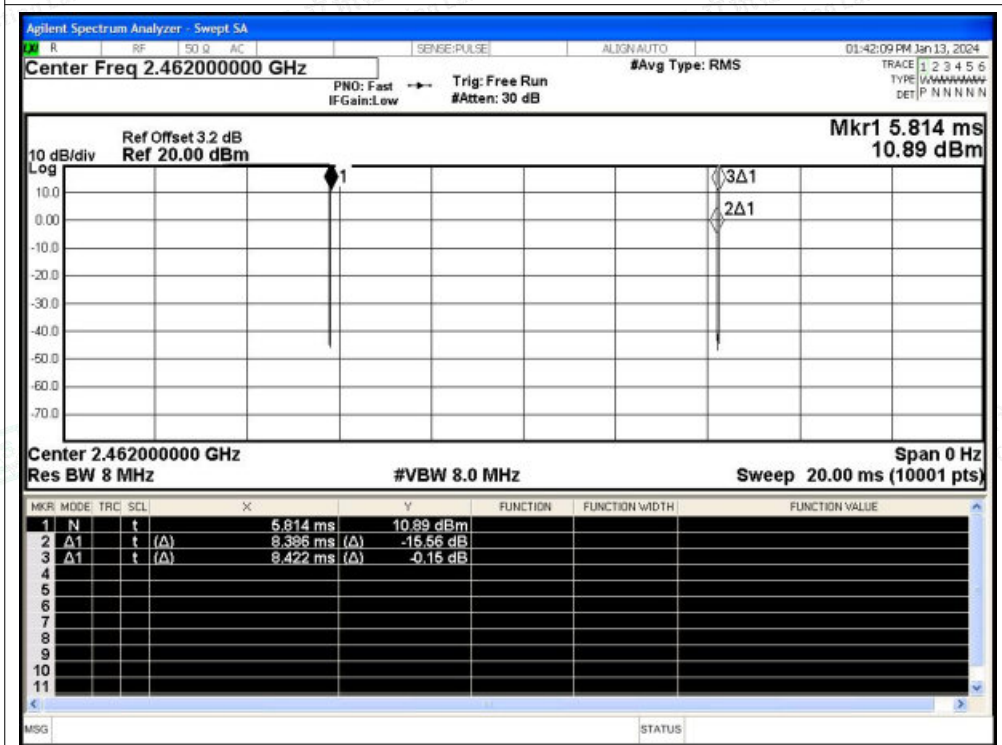 Agilent Spectrum Analyzer - Swept SA
LXI R RF 50 Ω AC SENSE:PULSE ALIGN AUTO 01:42:09 PM Jan 13, 2024
Center Freq 2.462000000 GHz
PNO: Fast
IFGain:Low
Trig: Free Run
#Atten: 30 dB
#Avg Type: RMS
TRACE 1 2 3 4 5 6
TYPE
DET P N N N N N
Mkr1 5.814 ms
10.89 dBm
Ref Offset 3.2 dB
10 dB/div Ref 20.00 dBm
Log
1
3Δ1
2Δ1
10.0
0.00
-10.0
-20.0
-30.0
-40.0
-50.0
-60.0
-70.0
Center 2.462000000 GHz Span 0 Hz
Res BW 8 MHz #VBW 8.0 MHz Sweep 20.00 ms (10001 pts)
MKR MODE TRC SCL X Y FUNCTION FUNCTION WIDTH FUNCTION VALUE
1 N t 5.814 ms 10.89 dBm
2 Δ1 t (Δ) 8.386 ms (Δ) -15.56 dB
3 Δ1 t (Δ) 8.422 ms (Δ) -0.15 dB
4
5
6
7
8
9
10
11
MSG STATUS